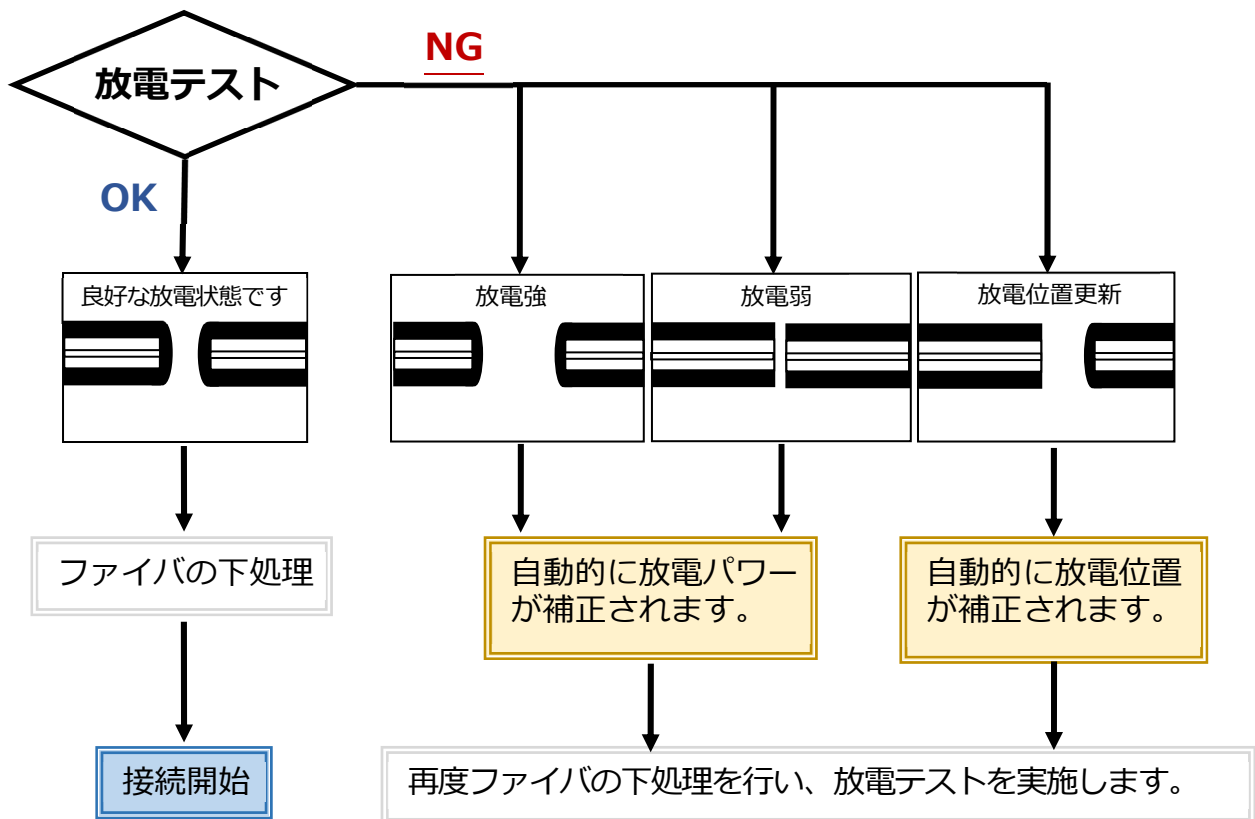 放電テスト
NG
OK
良好な放電状態です
放電強
放電弱
放電位置更新
ファイバの下処理
自動的に放電パワー
が補正されます。
自動的に放電位置
が補正されます。
接続開始
再度ファイバの下処理を行い、放電テストを実施します。